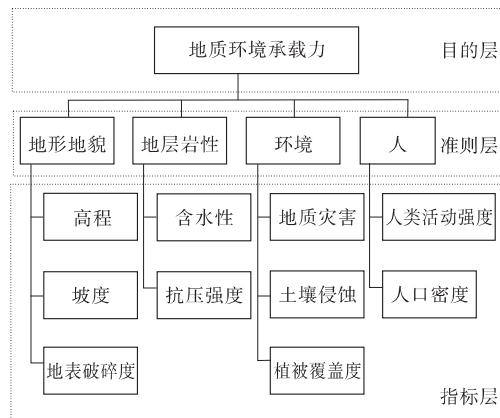 地质环境承载力
目的层
地形地貌
地层岩性
环境
人
准则层
高程
含水性
地质灾害
人类活动强度
坡度
抗压强度
土壤侵蚀
人口密度
地表破碎度
植被覆盖度
指标层